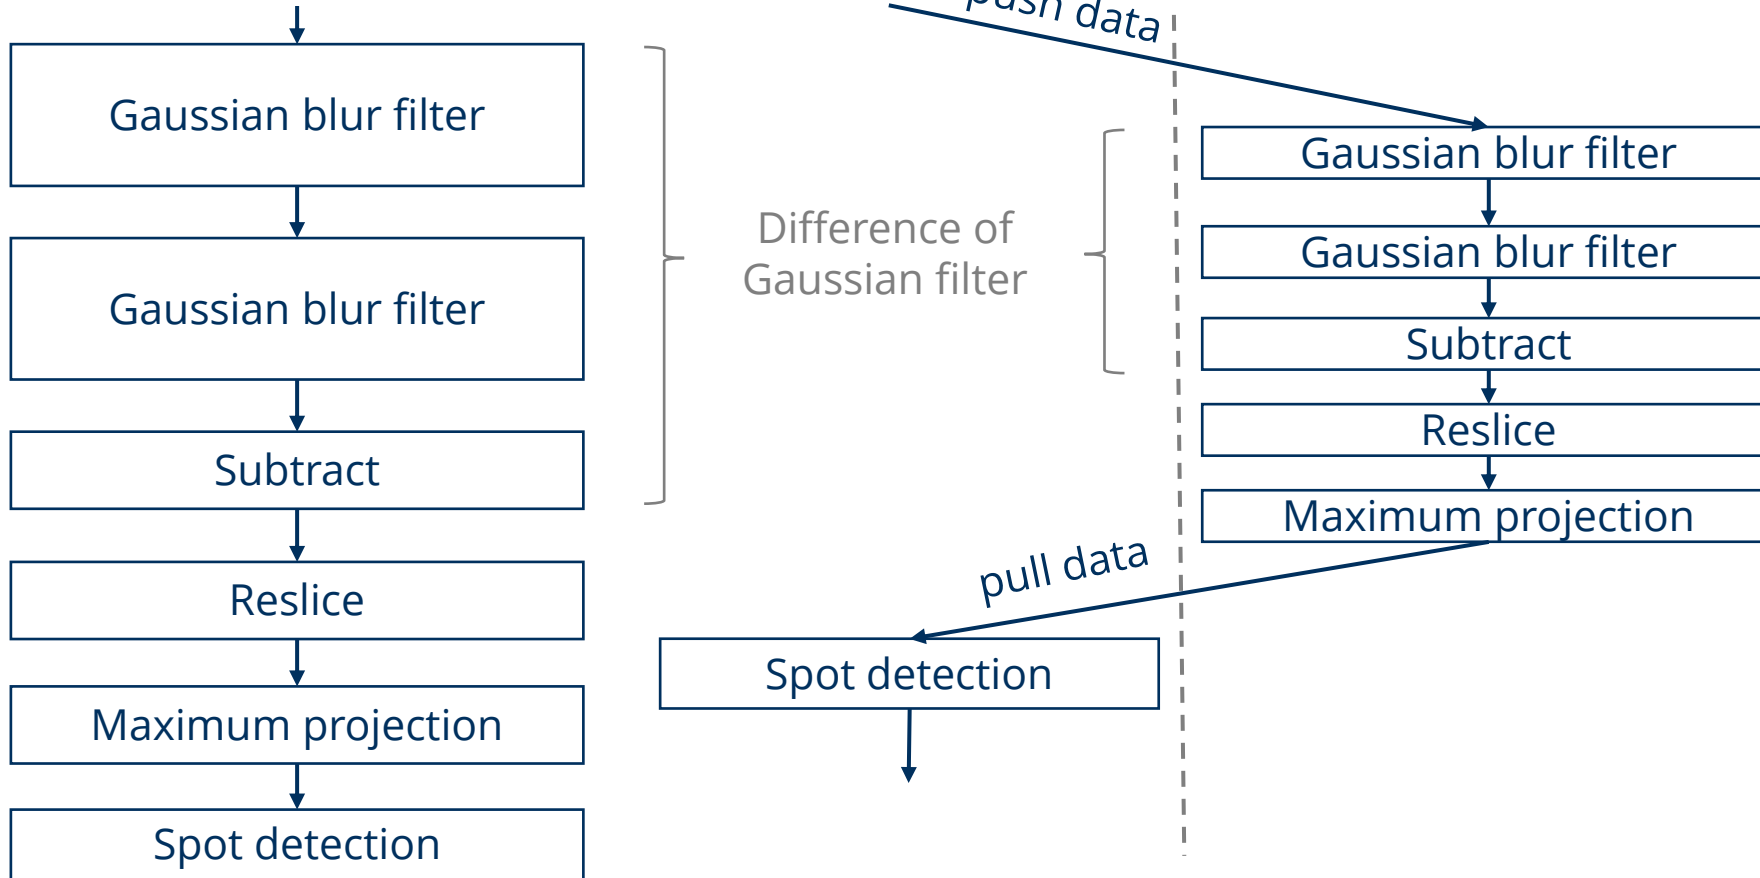 Gaussian blur filter
Gaussian blur filter
Subtract
Reslice
Maximum projection
Spot detection
Difference of
Gaussian filter
push data
Gaussian blur filter
Gaussian blur filter
Subtract
Reslice
Maximum projection
pull data
Spot detection